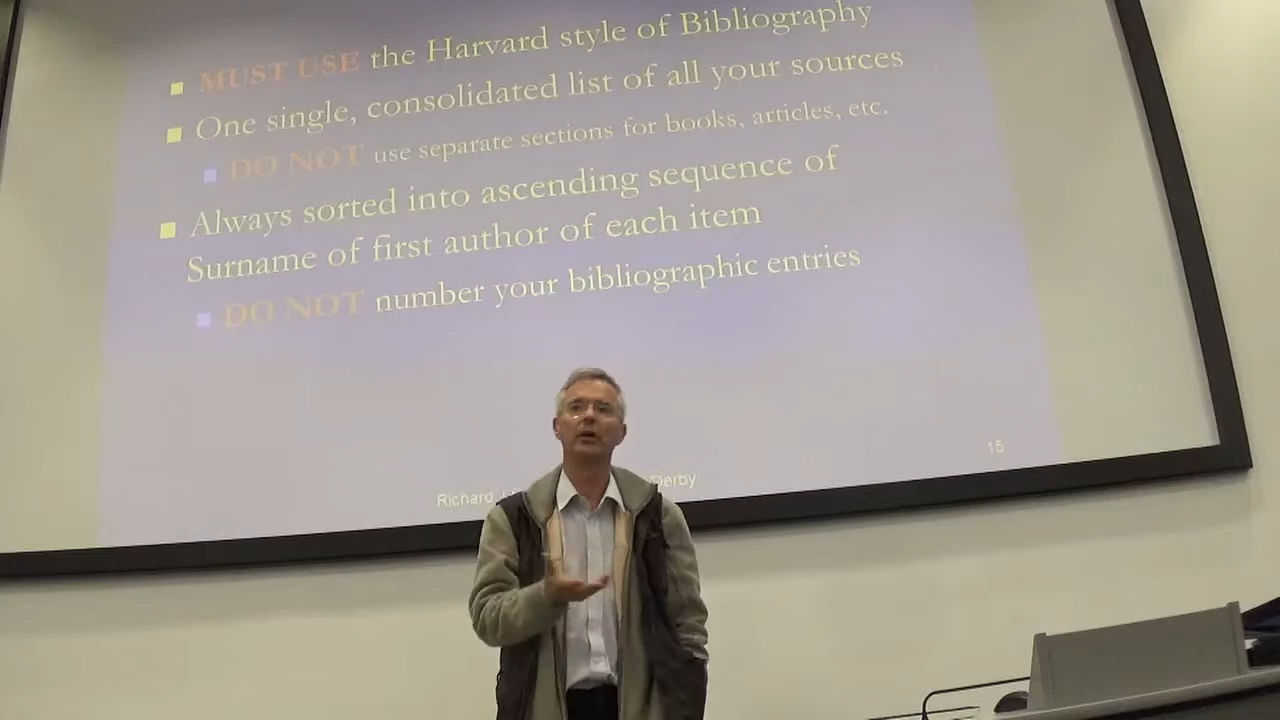 MUST USE the Harvard style of Bibliography
One single, consolidated list of all your sources
DO NOT use separate sections for books, articles, etc.
Always sorted into ascending sequence of
Surname of first author of each item
DO NOT number your bibliographic entries
15
Richard Derby